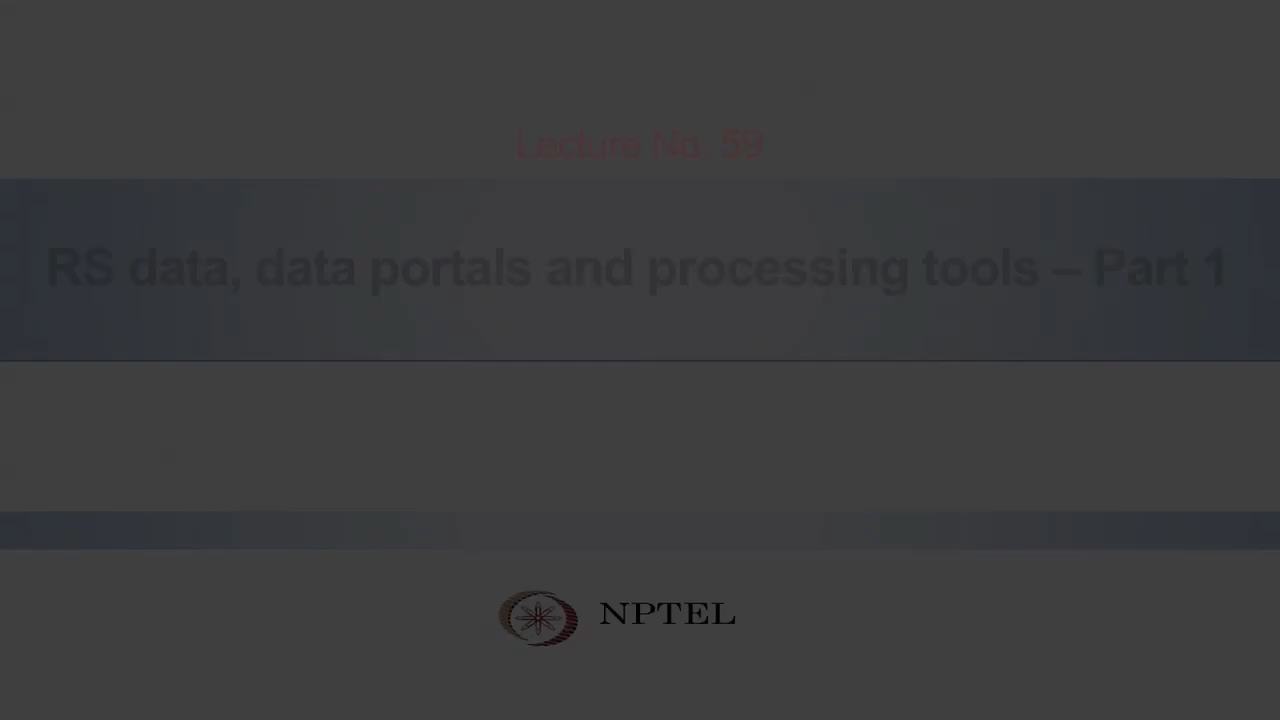 Lecture No. 59
RS data, data portals and processing tools – Part 1
NPTEL